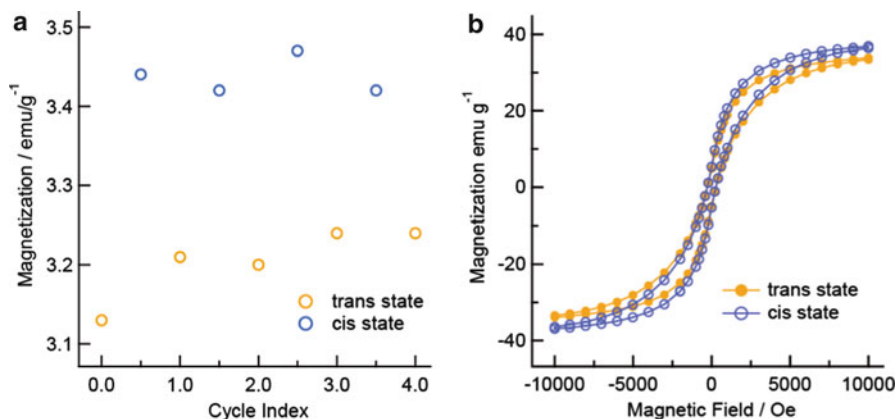 a
3.5
3.4
3.3
3.2
3.1
Magnetization / emu/g⁻¹
trans state
cis state
0.0 1.0 2.0 3.0 4.0
Cycle Index
b
40
20
0
-20
-40
Magnetization emu g⁻¹
trans state
cis state
-10000 -5000 0 5000 10000
Magnetic Field / Oe